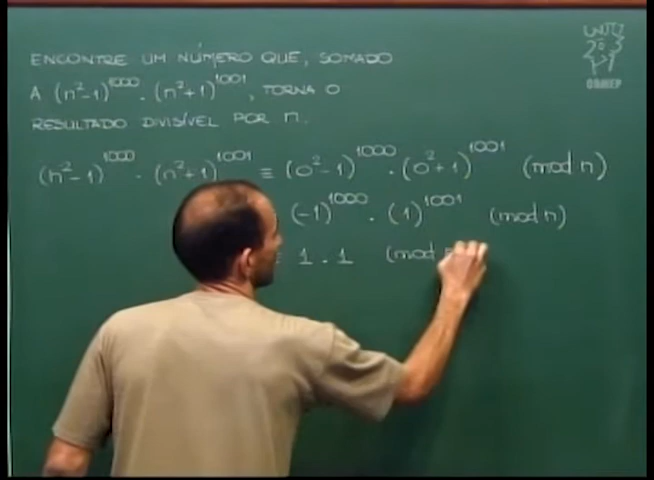 ENCONTRE UM NÚMERO QUE, SOMADO
A (n²-1)¹⁰⁰⁰ . (n²+1)¹⁰⁰¹, TORNA O
RESULTADO DIVISÍVEL POR n.
(n²-1)¹⁰⁰⁰ . (n²+1)¹⁰⁰¹ ≡ (0²-1)¹⁰⁰⁰ . (0²+1)¹⁰⁰¹ (mod n)
(-1)¹⁰⁰⁰ . (1)¹⁰⁰¹ (mod n)
≡ 1 . 1 (mod
OBMEP